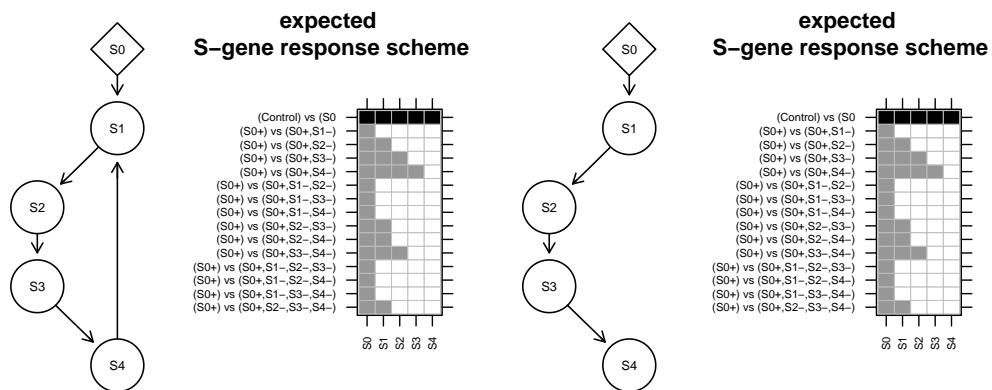 expected
S−gene response scheme
S0
S1
S2
S3
S4
(Control) vs (S0
(S0+) vs (S0+,S1−)
(S0+) vs (S0+,S2−)
(S0+) vs (S0+,S3−)
(S0+) vs (S0+,S4−)
(S0+) vs (S0+,S1−,S2−)
(S0+) vs (S0+,S1−,S3−)
(S0+) vs (S0+,S1−,S4−)
(S0+) vs (S0+,S2−,S3−)
(S0+) vs (S0+,S2−,S4−)
(S0+) vs (S0+,S3−,S4−)
(S0+) vs (S0+,S1−,S2−,S3−)
(S0+) vs (S0+,S1−,S2−,S4−)
(S0+) vs (S0+,S1−,S3−,S4−)
(S0+) vs (S0+,S2−,S3−,S4−)
S0 S1 S2 S3 S4
expected
S−gene response scheme
S0
S1
S2
S3
S4
(Control) vs (S0
(S0+) vs (S0+,S1−)
(S0+) vs (S0+,S2−)
(S0+) vs (S0+,S3−)
(S0+) vs (S0+,S4−)
(S0+) vs (S0+,S1−,S2−)
(S0+) vs (S0+,S1−,S3−)
(S0+) vs (S0+,S1−,S4−)
(S0+) vs (S0+,S2−,S3−)
(S0+) vs (S0+,S2−,S4−)
(S0+) vs (S0+,S3−,S4−)
(S0+) vs (S0+,S1−,S2−,S3−)
(S0+) vs (S0+,S1−,S2−,S4−)
(S0+) vs (S0+,S1−,S3−,S4−)
(S0+) vs (S0+,S2−,S3−,S4−)
S0 S1 S2 S3 S4